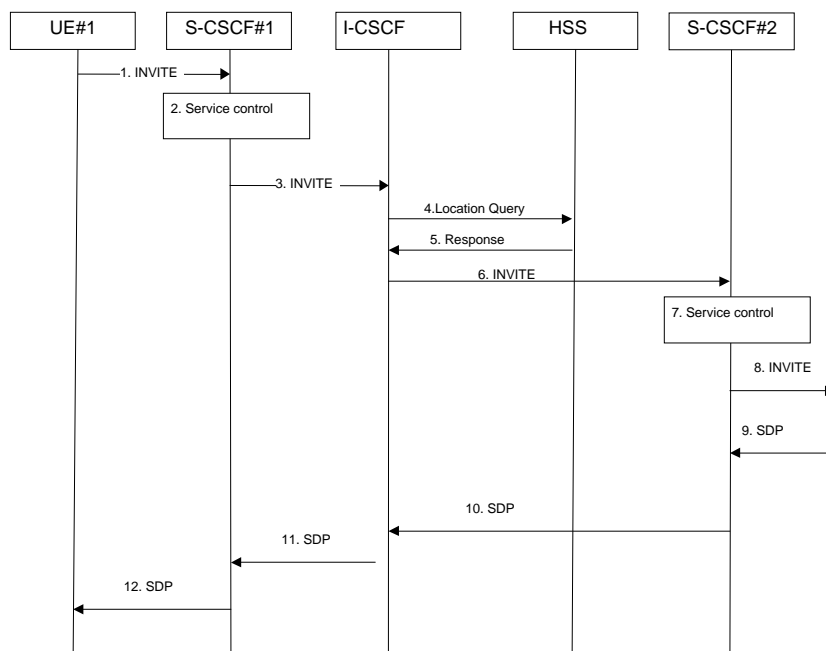 UE#1
S-CSCF#1
I-CSCF
HSS
S-CSCF#2
1. INVITE
2. Service control
3. INVITE
4.Location Query
5. Response
6. INVITE
7. Service control
8. INVITE
9. SDP
10. SDP
11. SDP
12. SDP